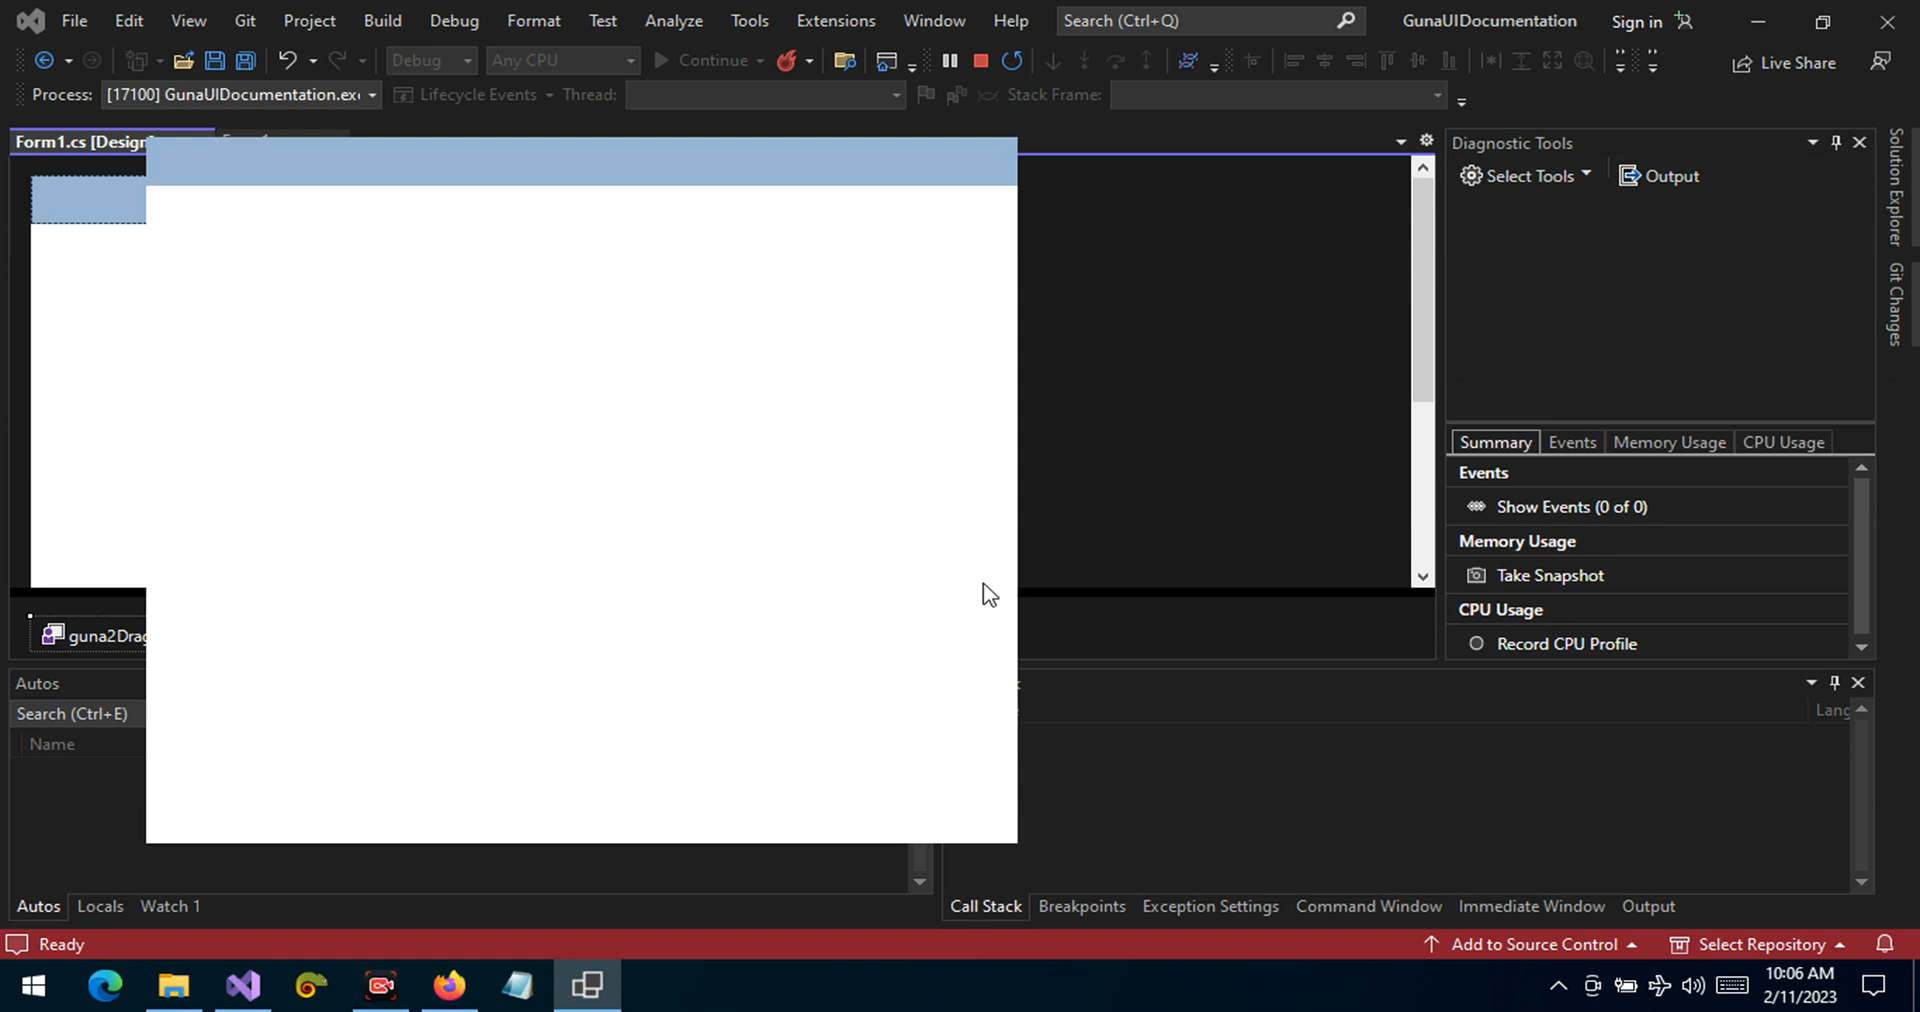 File Edit View Git Project Build Debug Format Test Analyze Tools Extensions Window Help Search (Ctrl+Q) GunaUIDocumentation Sign in
Debug Any CPU Continue Live Share
Process: [17100] GunaUIDocumentation.ex Lifecycle Events Thread: Stack Frame:
Form1.cs [Design
Diagnostic Tools
Select Tools Output
Solution Explorer
Git Changes
Summary Events Memory Usage CPU Usage
Events
Show Events (0 of 0)
Memory Usage
Take Snapshot
CPU Usage
Record CPU Profile
guna2Drag
Autos
Search (Ctrl+E)
Name
Lang
Autos Locals Watch 1
Call Stack Breakpoints Exception Settings Command Window Immediate Window Output
Ready Add to Source Control Select Repository
10:06 AM
2/11/2023